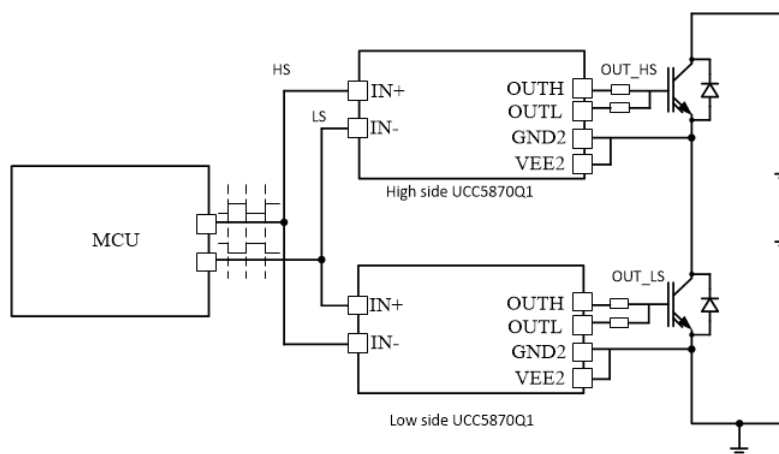 HS
IN+
OUTH
OUT_HS
LS
OUTL
IN-
GND2
VEE2
High side UCC5870Q1
MCU
OUT_LS
IN+
OUTH
OUTL
IN-
GND2
VEE2
Low side UCC5870Q1